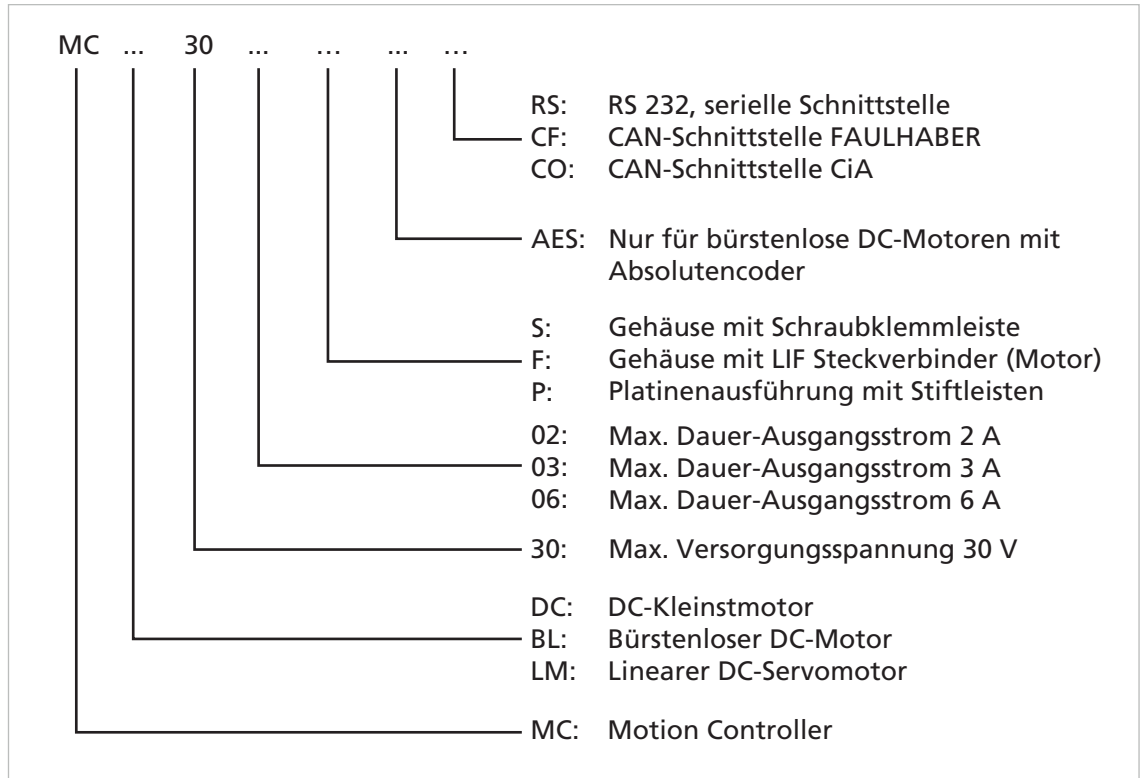 MC ... 30 ... ... ... ...
RS: RS 232, serielle Schnittstelle
CF: CAN-Schnittstelle FAULHABER
CO: CAN-Schnittstelle CiA
AES: Nur für bürstenlose DC-Motoren mit
Absolutencoder
S: Gehäuse mit Schraubklemmleiste
F: Gehäuse mit LIF Steckverbinder (Motor)
P: Platinenausführung mit Stiftleisten
02: Max. Dauer-Ausgangsstrom 2 A
03: Max. Dauer-Ausgangsstrom 3 A
06: Max. Dauer-Ausgangsstrom 6 A
30: Max. Versorgungsspannung 30 V
DC: DC-Kleinstmotor
BL: Bürstenloser DC-Motor
LM: Linearer DC-Servomotor
MC: Motion Controller